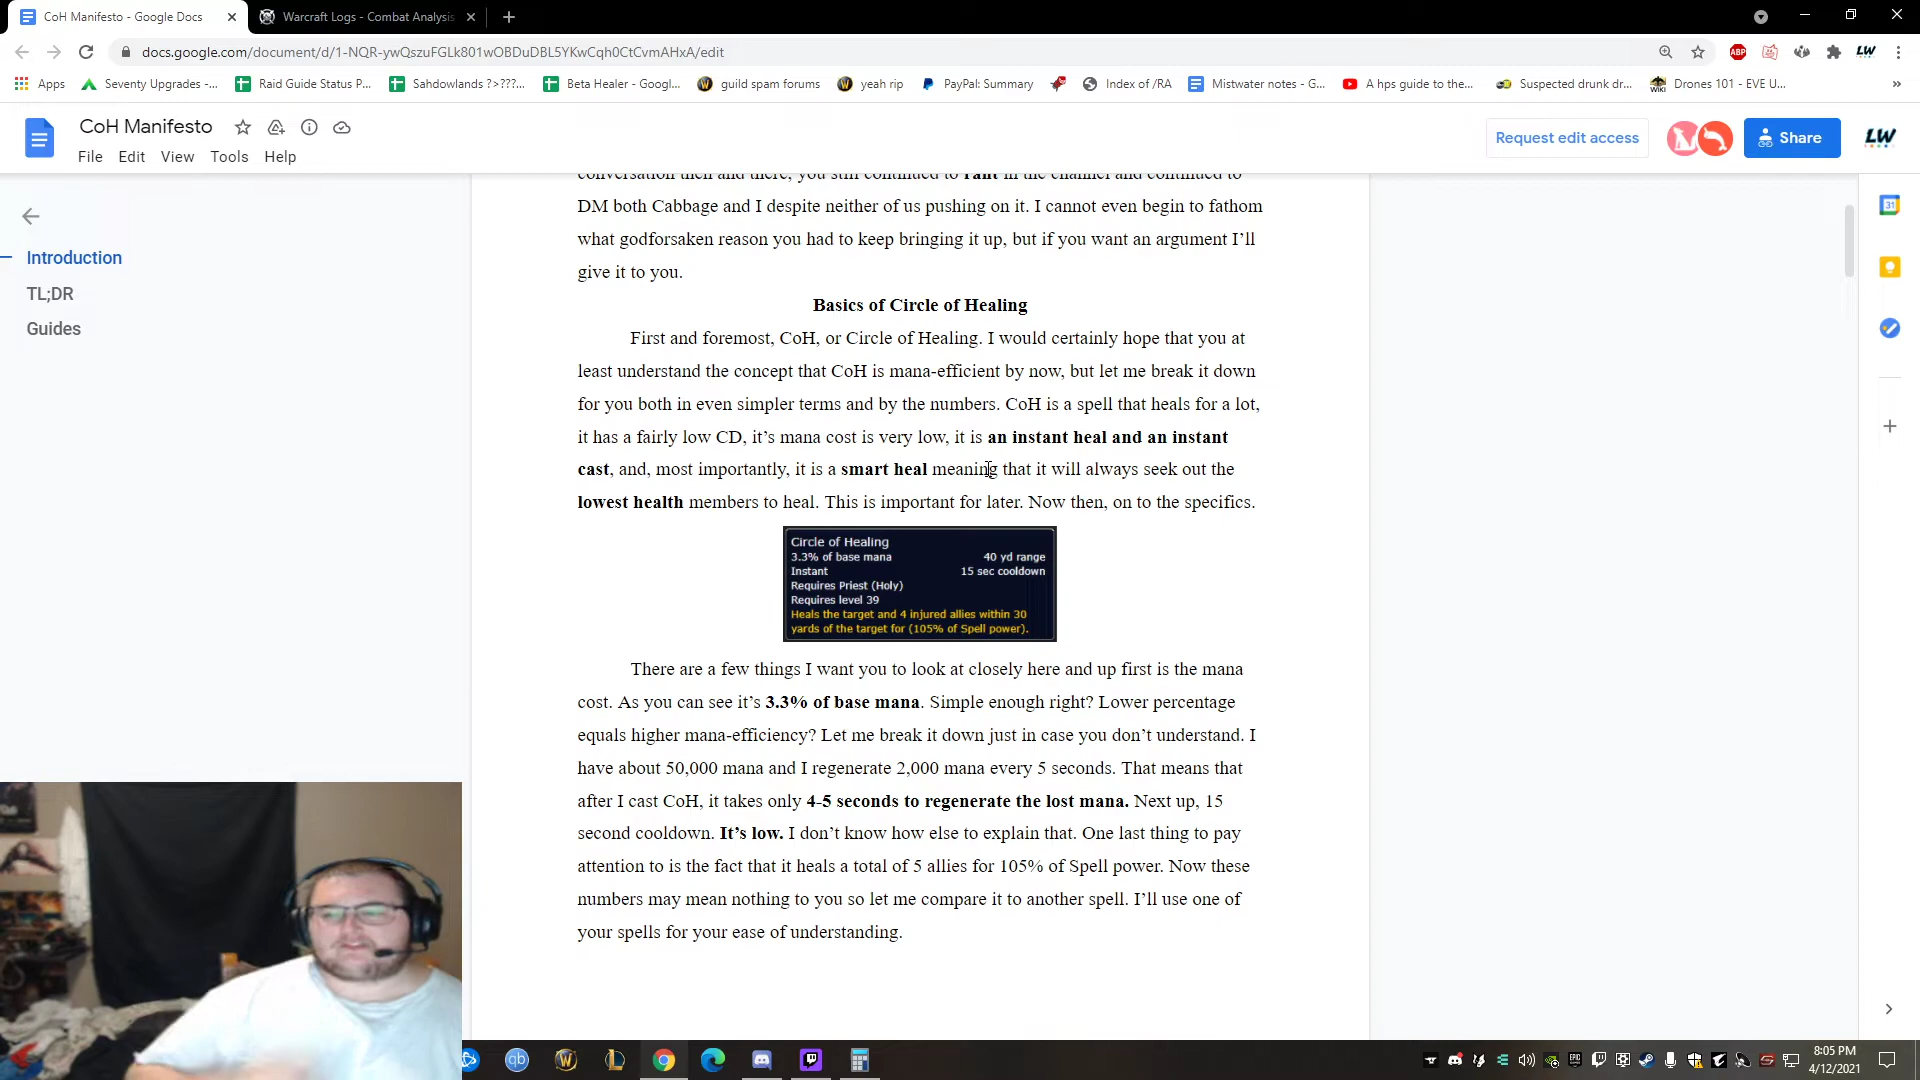 CoH Manifesto - Google Docs
Warcraft Logs - Combat Analysis
docs.google.com/document/d/1-NQR-ywQszuFGLk801wOBDuDBL5YKwCqh0CtCvmAHxA/edit
Apps
Seventy Upgrades -...
Raid Guide Status P...
Sahdowlands ?>???...
Beta Healer - Googl...
guild spam forums
yeah rip
PayPal: Summary
Index of /RA
Mistwater notes - G...
A hps guide to the...
Suspected drunk dr...
Drones 101 - EVE U...
CoH Manifesto
File Edit View Tools Help
Request edit access
Share
LW
Introduction
TL;DR
Guides
conversation then and there, you still continued to rant in the channel and continued to
DM both Cabbage and I despite neither of us pushing on it. I cannot even begin to fathom
what godforsaken reason you had to keep bringing it up, but if you want an argument I'll
give it to you.
Basics of Circle of Healing
First and foremost, CoH, or Circle of Healing. I would certainly hope that you at
least understand the concept that CoH is mana-efficient by now, but let me break it down
for you both in even simpler terms and by the numbers. CoH is a spell that heals for a lot,
it has a fairly low CD, it's mana cost is very low, it is an instant heal and an instant
cast, and, most importantly, it is a smart heal meaning that it will always seek out the
lowest health members to heal. This is important for later. Now then, on to the specifics.
Circle of Healing
3.3% of base mana 40 yd range
Instant 15 sec cooldown
Requires Priest (Holy)
Requires level 39
Heals the target and 4 injured allies within 30
yards of the target for (105% of Spell power).
There are a few things I want you to look at closely here and up first is the mana
cost. As you can see it's 3.3% of base mana. Simple enough right? Lower percentage
equals higher mana-efficiency? Let me break it down just in case you don't understand. I
have about 50,000 mana and I regenerate 2,000 mana every 5 seconds. That means that
after I cast CoH, it takes only 4-5 seconds to regenerate the lost mana. Next up, 15
second cooldown. It's low. I don't know how else to explain that. One last thing to pay
attention to is the fact that it heals a total of 5 allies for 105% of Spell power. Now these
numbers may mean nothing to you so let me compare it to another spell. I'll use one of
your spells for your ease of understanding.
8:05 PM
4/12/2021